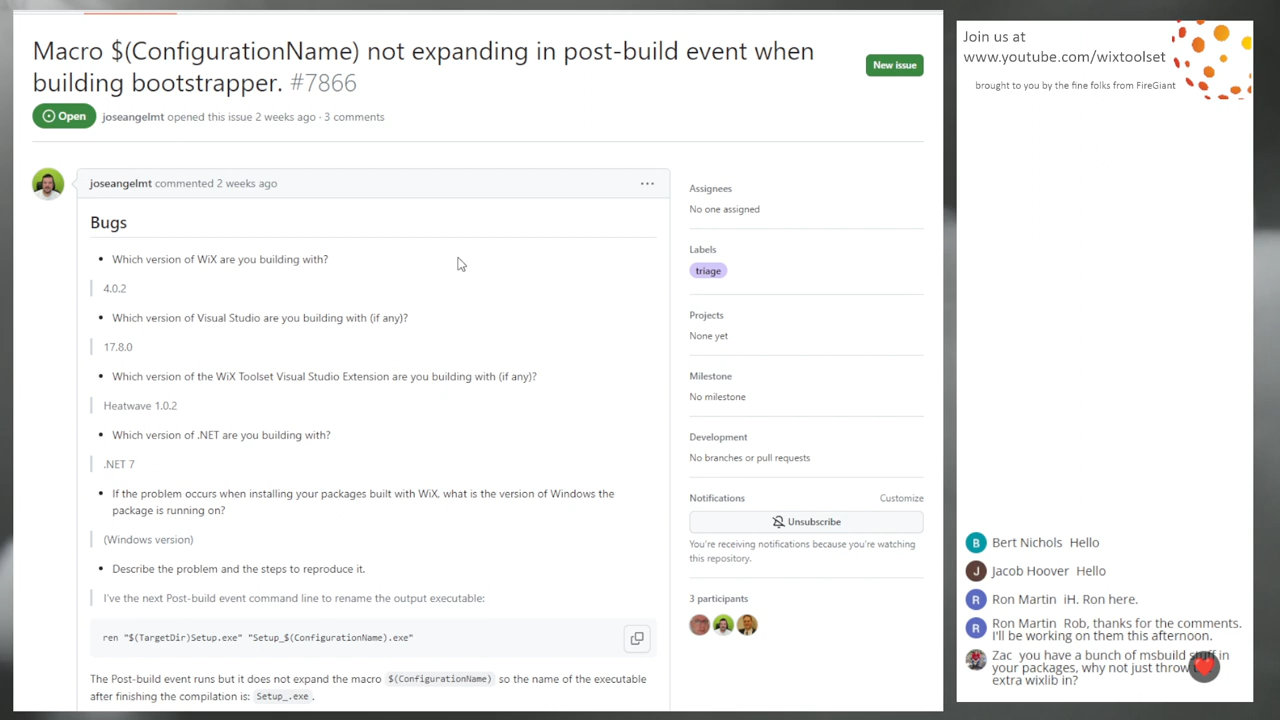 Macro $(ConfigurationName) not expanding in post-build event when
building bootstrapper. #7866
New issue
Open
joseangelmt opened this issue 2 weeks ago · 3 comments
joseangelmt commented 2 weeks ago
Bugs
• Which version of WiX are you building with?
4.0.2
• Which version of Visual Studio are you building with (if any)?
17.8.0
• Which version of the WiX Toolset Visual Studio Extension are you building with (if any)?
Heatwave 1.0.2
• Which version of .NET are you building with?
.NET 7
• If the problem occurs when installing your packages built with WiX, what is the version of Windows the
package is running on?
(Windows version)
• Describe the problem and the steps to reproduce it.
I've the next Post-build event command line to rename the output executable:
ren "$(TargetDir)Setup.exe" "Setup_$(ConfigurationName).exe"
The Post-build event runs but it does not expand the macro $(ConfigurationName) so the name of the executable
after finishing the compilation is: Setup_.exe .
Assignees
No one assigned
Labels
triage
Projects
None yet
Milestone
No milestone
Development
No branches or pull requests
Notifications
Customize
Unsubscribe
You're receiving notifications because you're watching
this repository.
3 participants
Join us at
www.youtube.com/wixtoolset
brought to you by the fine folks from FireGiant
B
Bert Nichols Hello
J
Jacob Hoover Hello
R
Ron Martin iH. Ron here.
R
Ron Martin Rob, thanks for the comments.
I'll be working on them this afternoon.
Zac you have a bunch of msbuild stuff in
your packages, why not just throw
extra wixlib in?